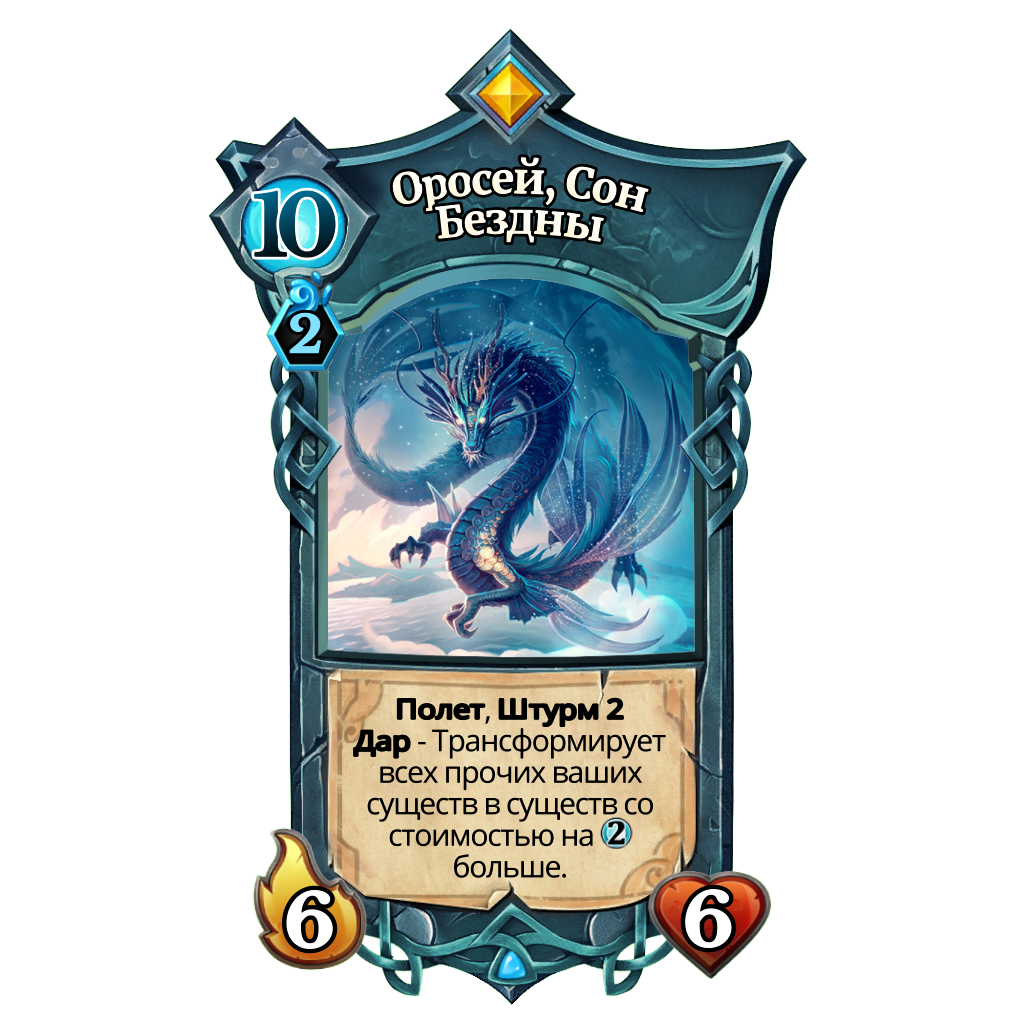 Оросей, Сон
Бездны
10
2
Полет, Штурм 2
Дар - Трансформирует
всех прочих ваших
существ в существ со
стоимостью на 2
больше.
6
6